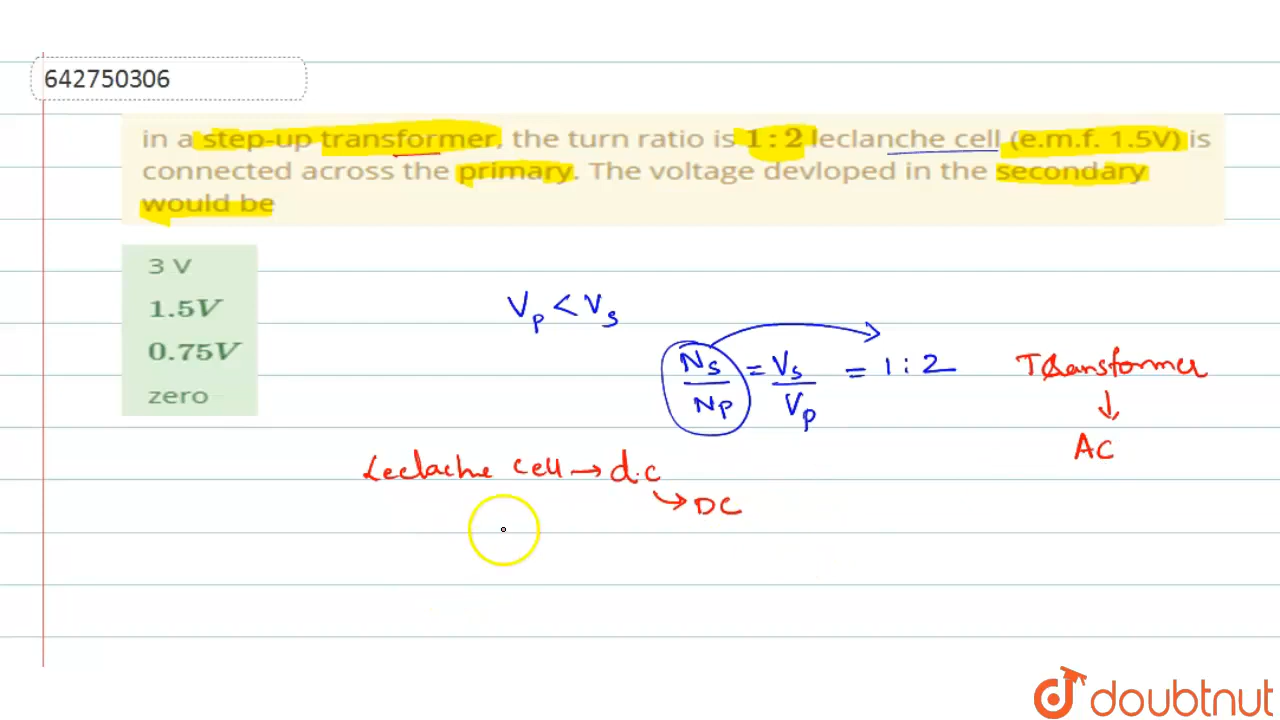 642750306
in a step-up transformer, the turn ratio is 1 : 2 leclanche cell (e.m.f. 1.5V) is
connected across the primary. The voltage devloped in the secondary
would be
3 V
1.5V
0.75V
zero
Vp < Vs
Ns/Np = Vs/Vp = 1 : 2
Transformer
↓
AC
Leclache cell → d.c
→ DC
doubtnut